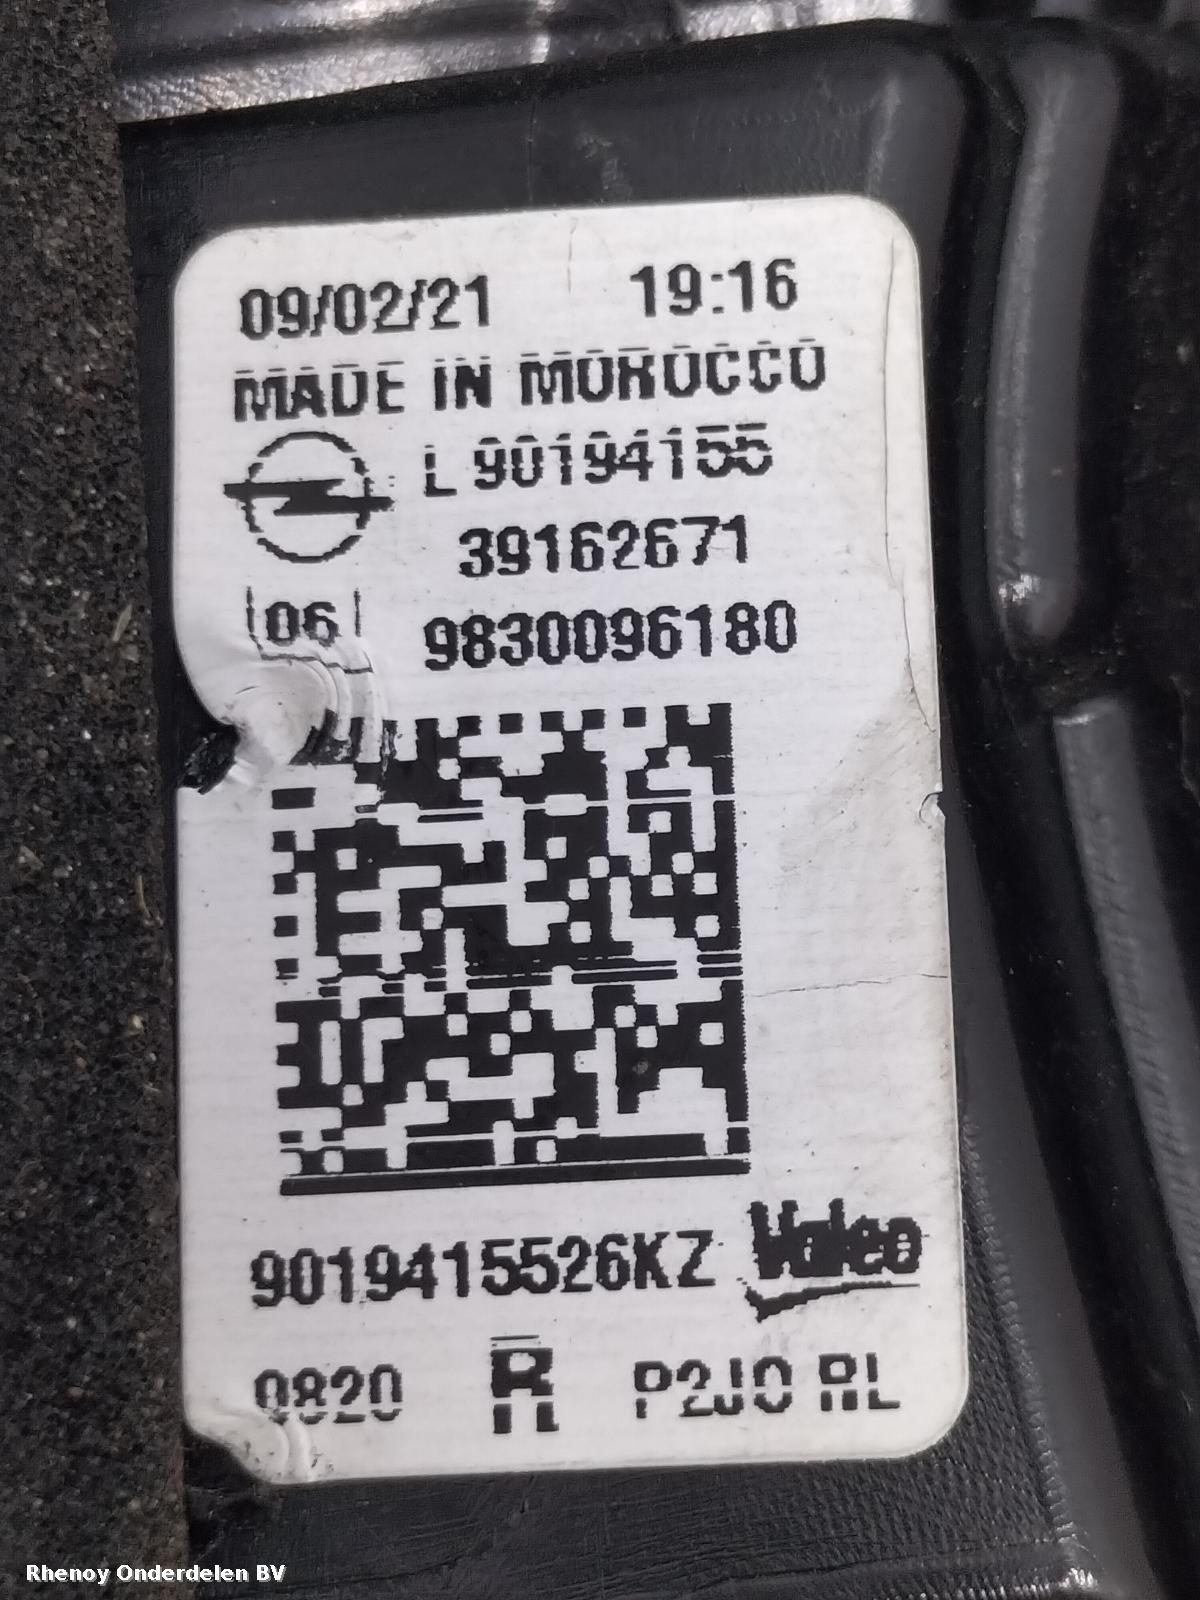 09/02/21 19:16
MADE IN MOROCCO
L 90194155
39162671
06 9830096180
9019415526KZ Valeo
0820 R P2JO RL
Rhenoy Onderdelen BV